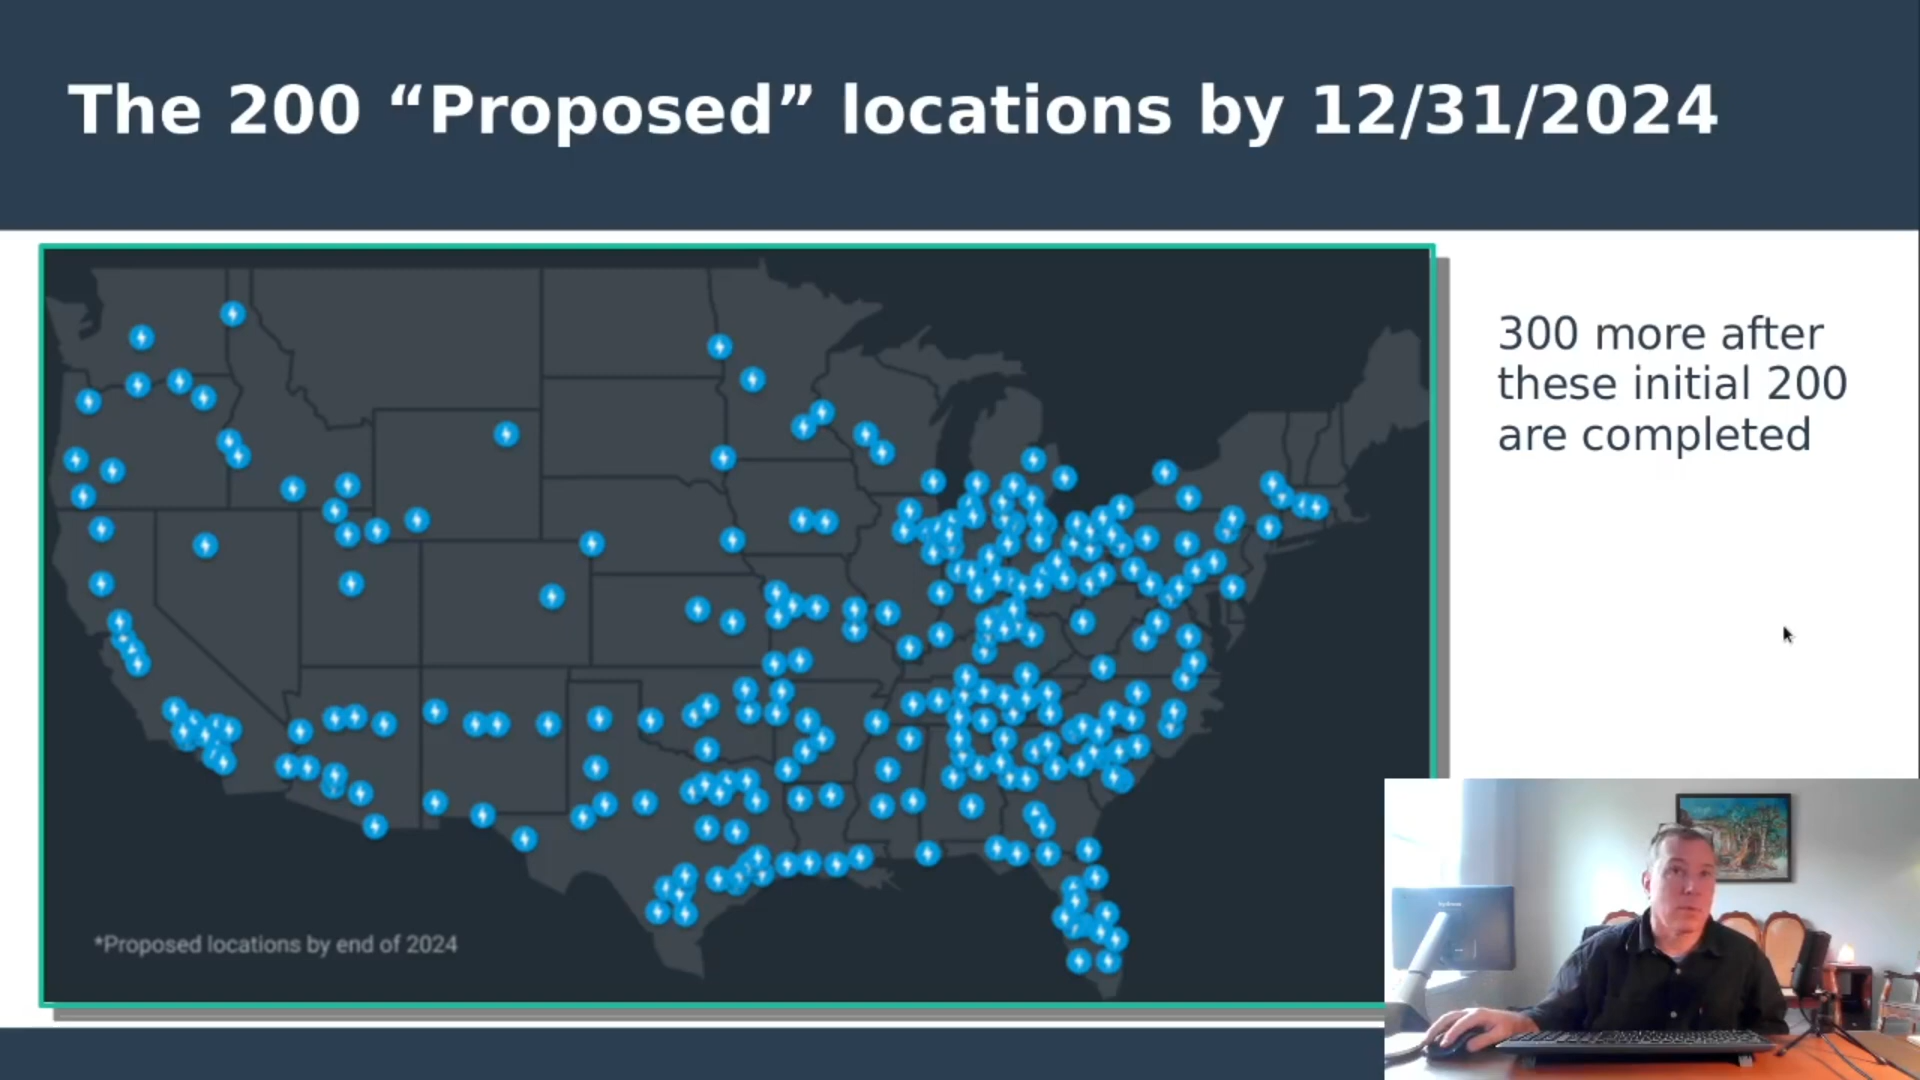 The 200 “Proposed” locations by 12/31/2024
300 more after
these initial 200
are completed
*Proposed locations by end of 2024